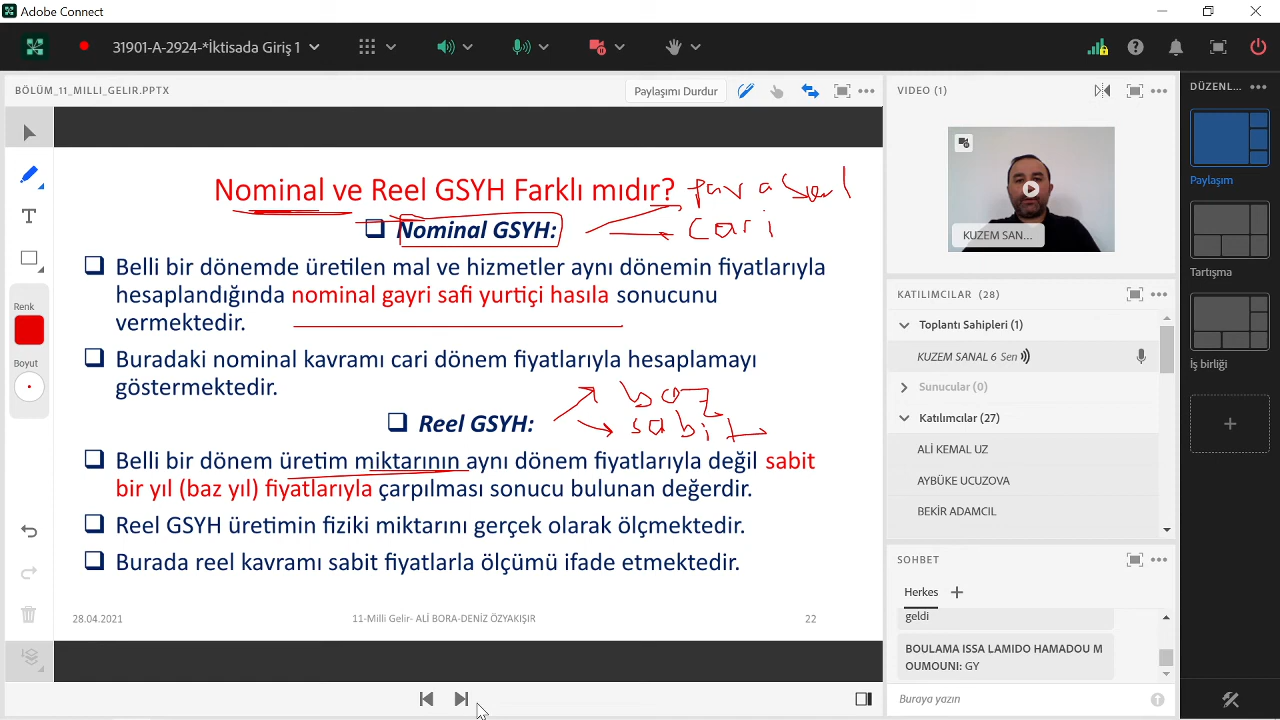 Adobe Connect
31901-A-2924-*İktisada Giriş 1
BÖLÜM_11_MILLI_GELIR.PPTX
Paylaşımı Durdur
Nominal ve Reel GSYH Farklı mıdır?
parasal
Nominal GSYH:
cari
Belli bir dönemde üretilen mal ve hizmetler aynı dönemin fiyatlarıyla
hesaplandığında nominal gayri safi yurtiçi hasıla sonucunu
vermektedir.
Buradaki nominal kavramı cari dönem fiyatlarıyla hesaplamayı
göstermektedir.
baz
Reel GSYH:
sabit
Belli bir dönem üretim miktarının aynı dönem fiyatlarıyla değil sabit
bir yıl (baz yıl) fiyatlarıyla çarpılması sonucu bulunan değerdir.
Reel GSYH üretimin fiziki miktarını gerçek olarak ölçmektedir.
Burada reel kavramı sabit fiyatlarla ölçümü ifade etmektedir.
28.04.2021
11-Milli Gelir- ALİ BORA-DENİZ ÖZYAKIŞIR
22
Renk
Boyut
VIDEO (1)
KUZEM SAN...
KATILIMCILAR (28)
Toplantı Sahipleri (1)
KUZEM SANAL 6 Sen
Sunucular (0)
Katılımcılar (27)
ALİ KEMAL UZ
AYBÜKE UCUZOVA
BEKİR ADAMCIL
SOHBET
Herkes
geldi
BOULAMA ISSA LAMIDO HAMADOU M
OUMOUNI: GY
Buraya yazın
DÜZENL...
Paylaşım
Tartışma
İş birliği